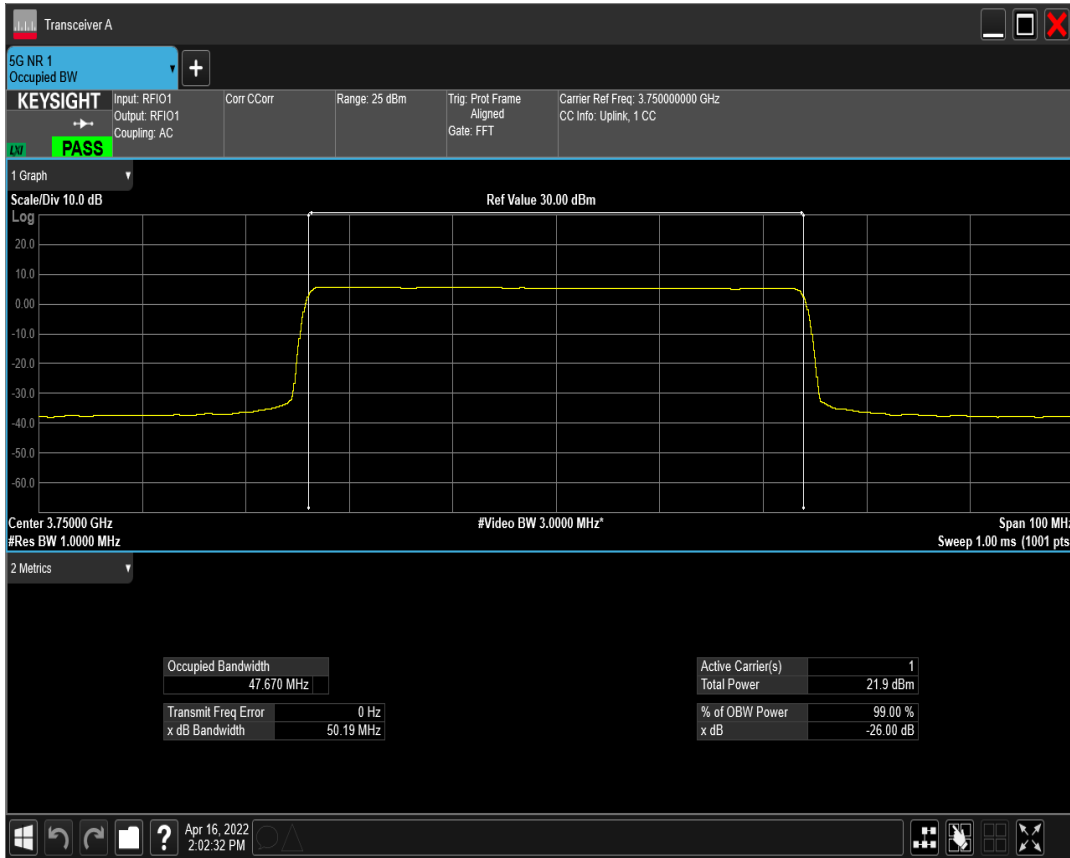 Transceiver A
5G NR 1
Occupied BW
+
KEYSIGHT
LXI
PASS
Input: RFIO1
Output: RFIO1
Coupling: AC
Corr CCorr
Range: 25 dBm
Trig: Prot Frame
Aligned
Gate: FFT
Carrier Ref Freq: 3.750000000 GHz
CC Info: Uplink, 1 CC
1 Graph
Scale/Div 10.0 dB
Ref Value 30.00 dBm
Log
20.0
10.0
0.00
-10.0
-20.0
-30.0
-40.0
-50.0
-60.0
Center 3.75000 GHz
#Video BW 3.0000 MHz*
Span 100 MHz
#Res BW 1.0000 MHz
Sweep 1.00 ms (1001 pts
2 Metrics
Occupied Bandwidth
47.670 MHz
Transmit Freq Error 0 Hz
x dB Bandwidth 50.19 MHz
Active Carrier(s) 1
Total Power 21.9 dBm
% of OBW Power 99.00 %
x dB -26.00 dB
?
Apr 16, 2022
2:02:32 PM